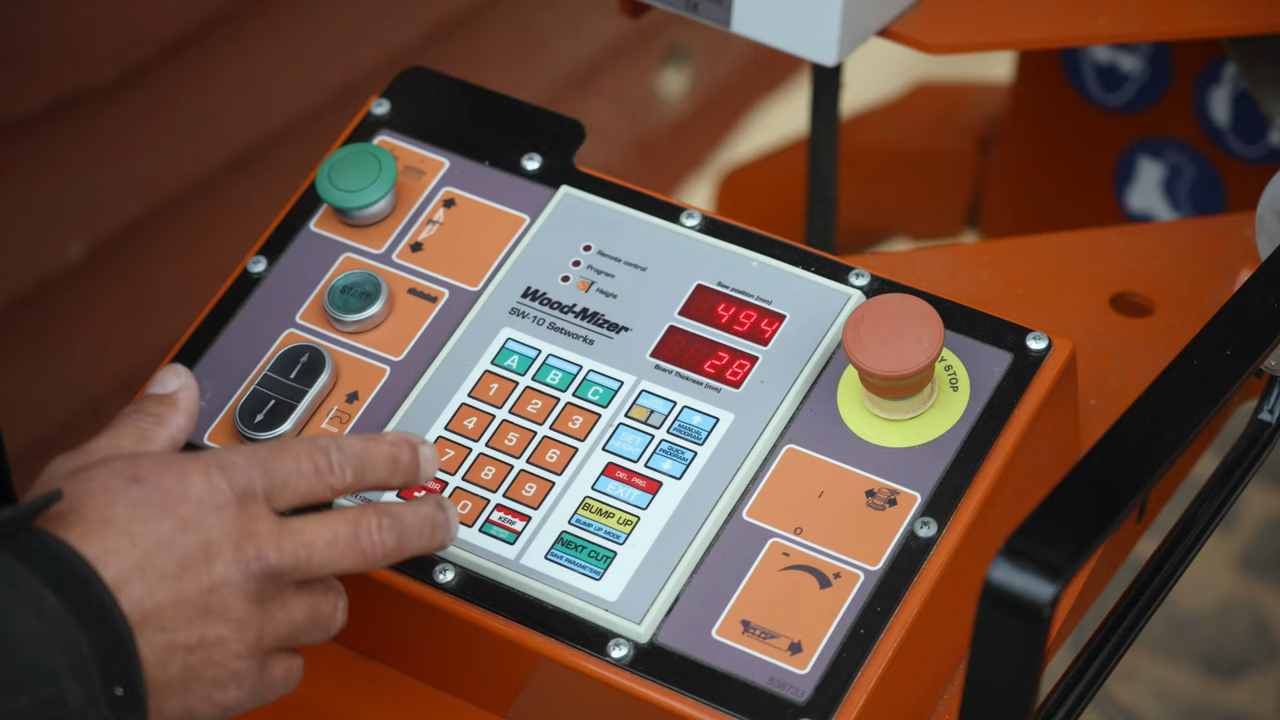 Remote control
Program
Height
Wood-Mizer
SW-10 Setworks
Saw position [mm]
494
28
Board Thickness [mm]
START
Y STOP
A
B
C
1
2
3
4
5
6
7
8
9
0
KERF
MANUAL
PROGRAM
SET
QUICK
PROGRAM
DEL PRG.
EXIT
BUMP UP
BUMP UP MODE
NEXT CUT
SAVE PARAMETERS
I
O
-
+